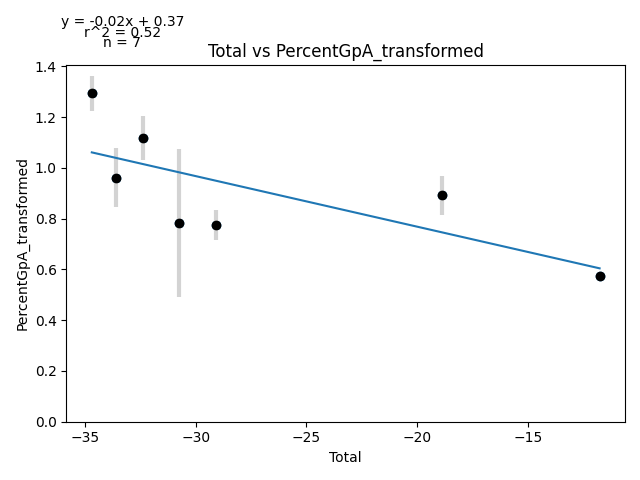 y = -0.02x + 0.37
r^2 = 0.52
n = 7
Total vs PercentGpA_transformed
1.4
1.2
1.0
0.8
0.6
0.4
0.2
0.0
PercentGpA_transformed
−35
−30
−25
−20
−15
Total